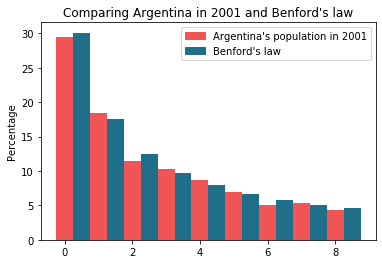 Comparing Argentina in 2001 and Benford's law
Argentina's population in 2001
Benford's law
Percentage
30
25
20
15
10
5
0
0 2 4 6 8